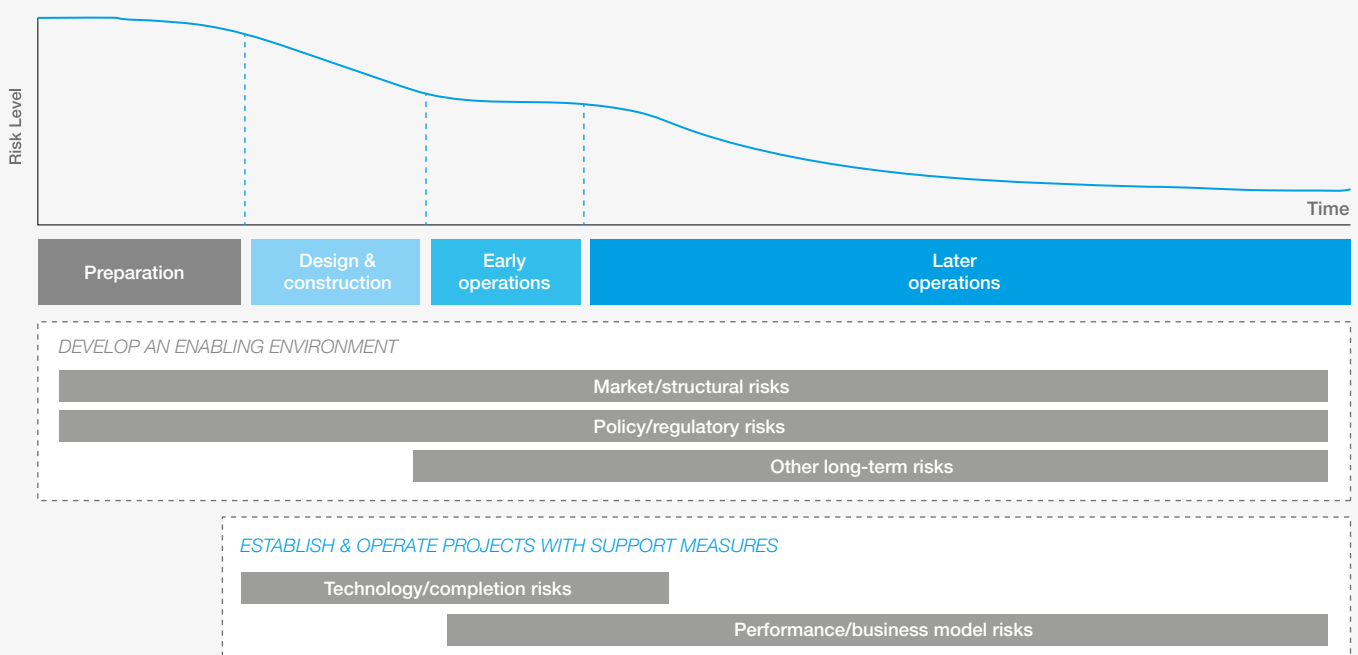 Risk Level
Time
Preparation
Design &
construction
Early
operations
Later
operations
DEVELOP AN ENABLING ENVIRONMENT
Market/structural risks
Policy/regulatory risks
Other long-term risks
ESTABLISH & OPERATE PROJECTS WITH SUPPORT MEASURES
Technology/completion risks
Performance/business model risks